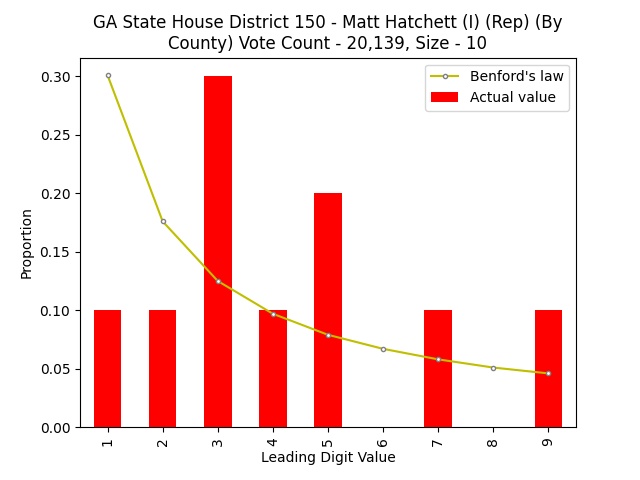 GA State House District 150 - Matt Hatchett (I) (Rep) (By
County) Vote Count - 20,139, Size - 10
Benford's law
Actual value
0.30
0.25
0.20
0.15
0.10
0.05
0.00
Proportion
1 2 3 4 5 6 7 8 9
Leading Digit Value